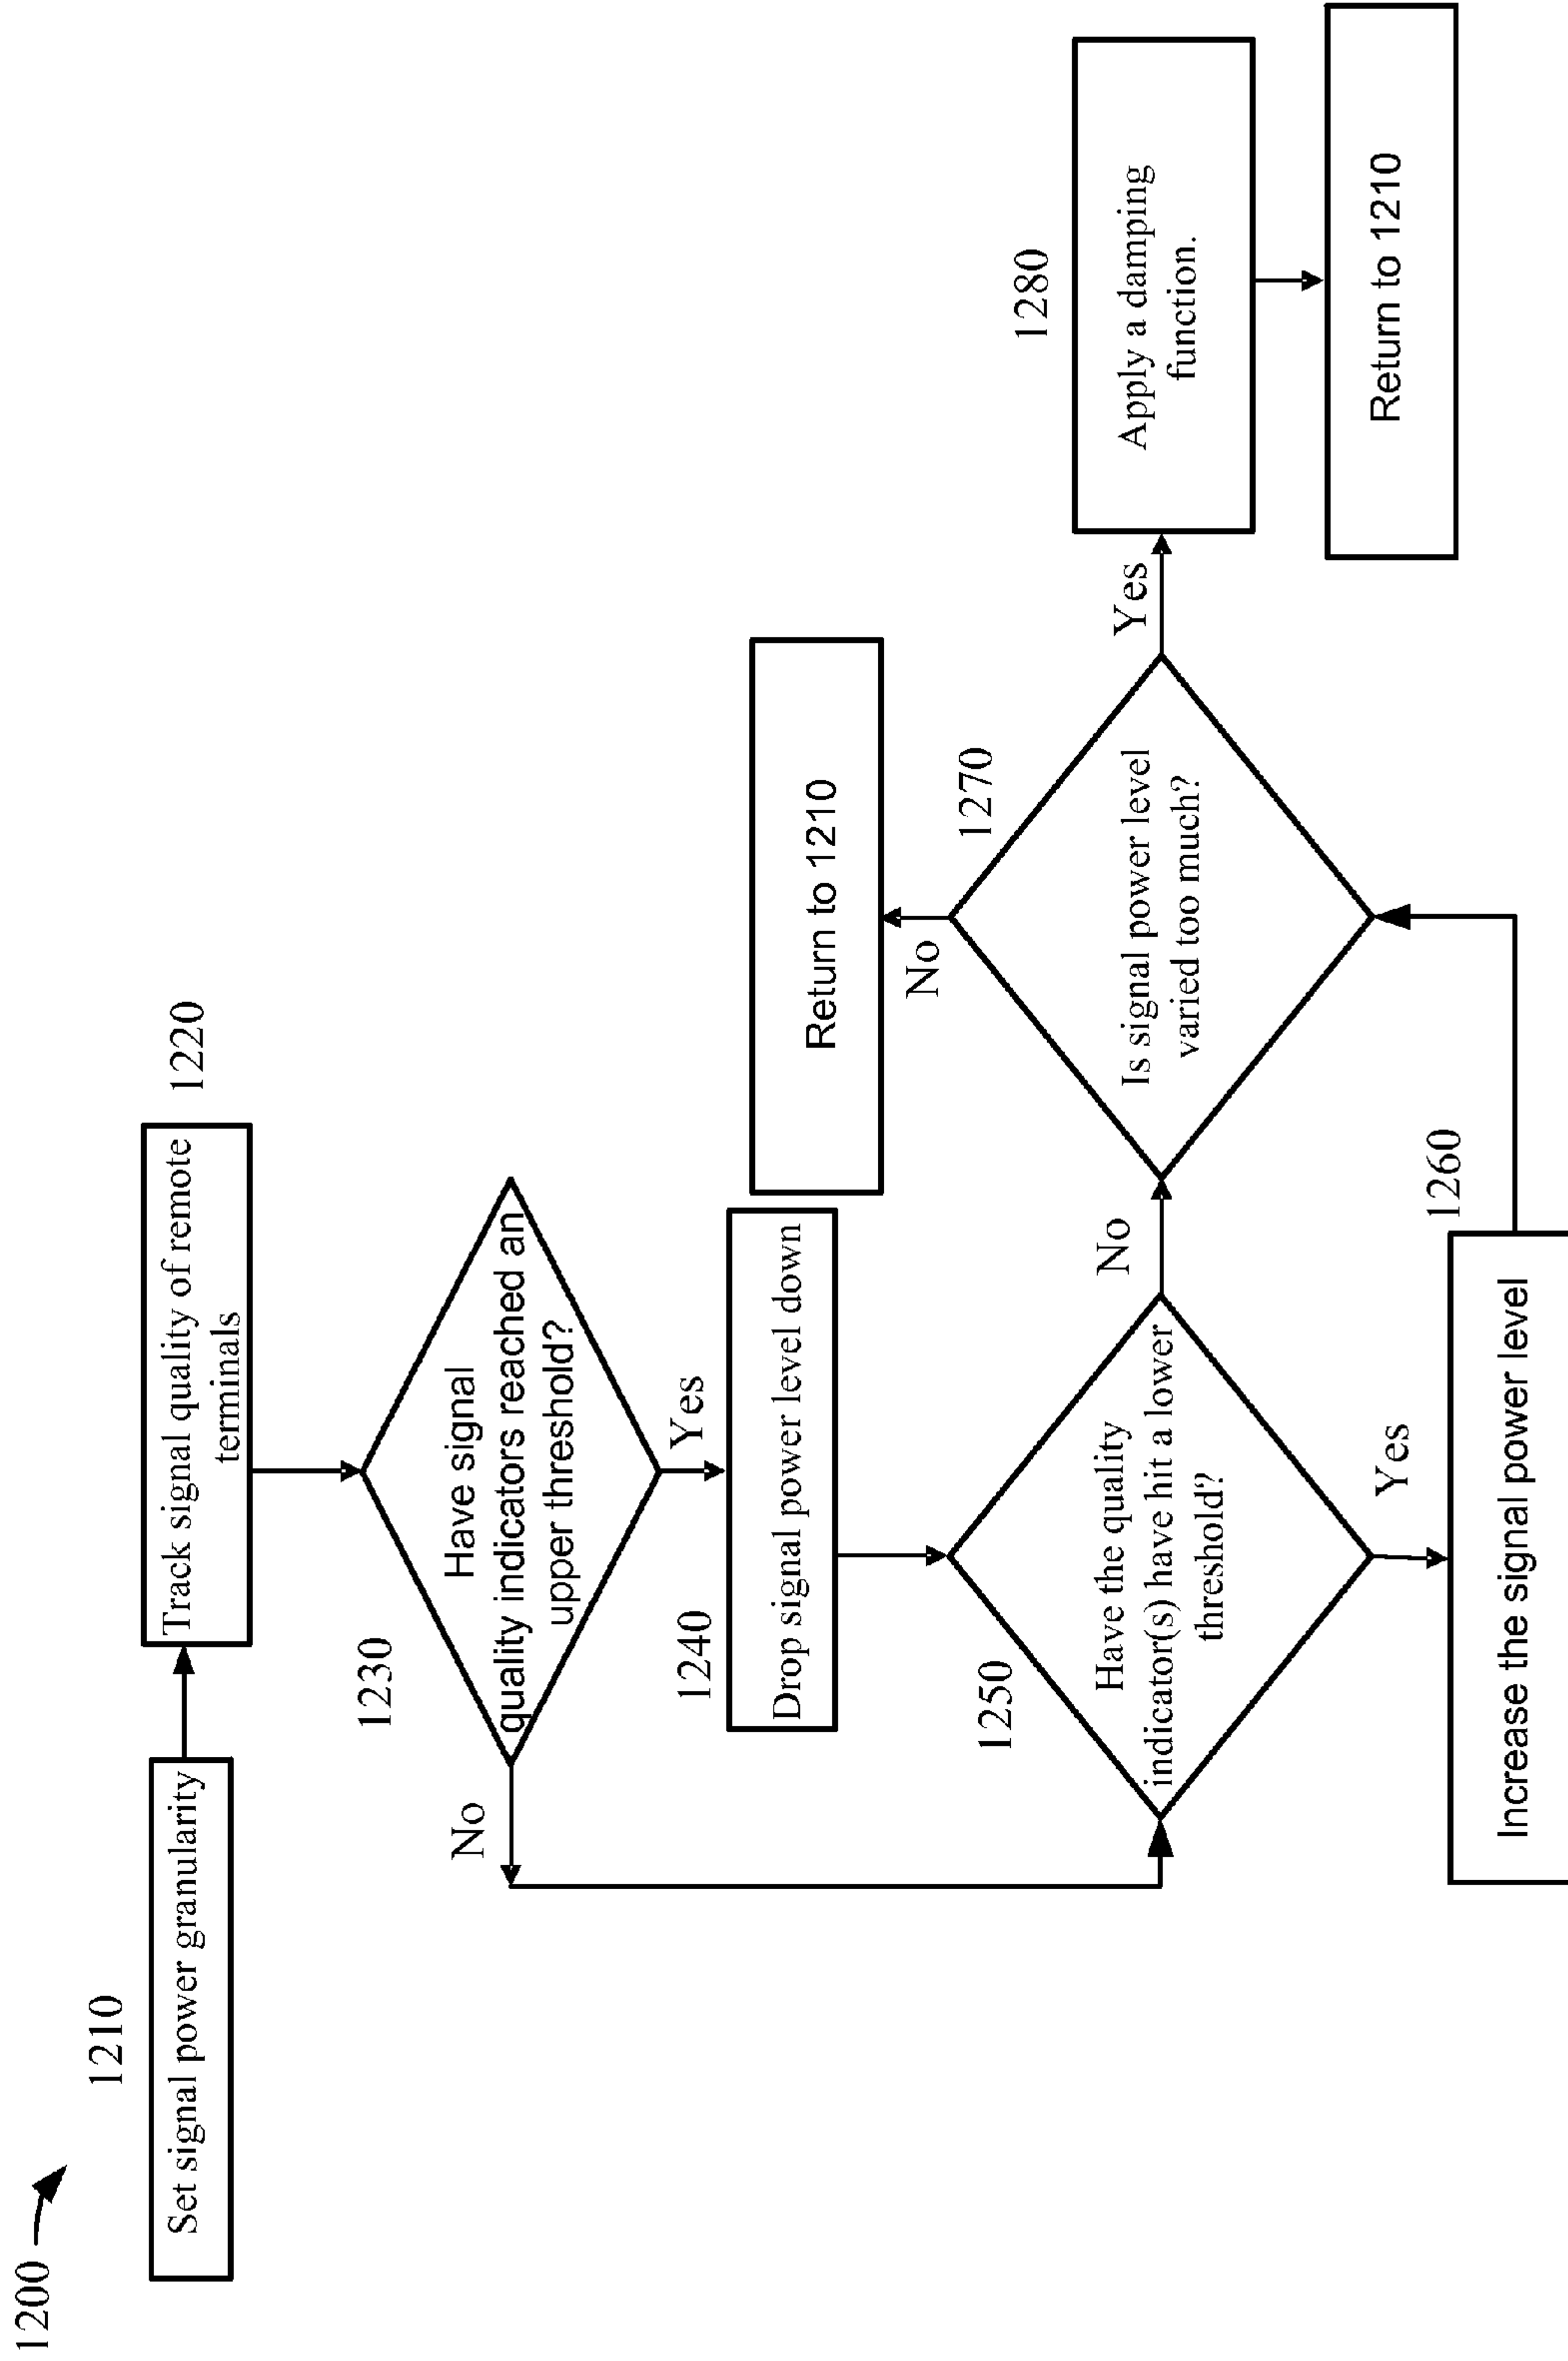 1200
1210
Set signal power granularity
1220
Track signal quality of remote
terminals
1230
Have signal
quality indicators reached an
upper threshold?
No
Yes
1240
Drop signal power level down
1250
Have the quality
indicator(s) have hit a lower
threshold?
No
Yes
1260
Increase the signal power level
1270
Is signal power level
varied too much?
No
Return to 1210
Yes
1280
Apply a damping
function.
Return to 1210